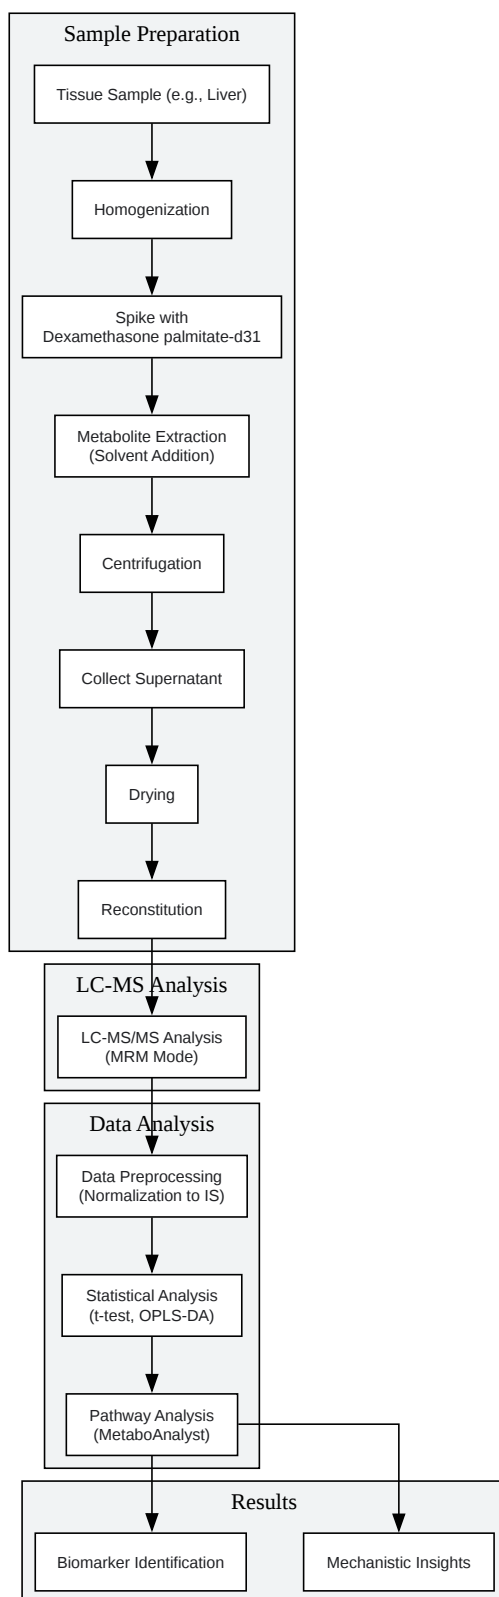 Sample Preparation
Tissue Sample (e.g., Liver)
Homogenization
Spike with
Dexamethasone palmitate-d31
Metabolite Extraction
(Solvent Addition)
Centrifugation
Collect Supernatant
Drying
Reconstitution
LC-MS Analysis
LC-MS/MS Analysis
(MRM Mode)
Data Analysis
Data Preprocessing
(Normalization to IS)
Statistical Analysis
(t-test, OPLS-DA)
Pathway Analysis
(MetaboAnalyst)
Results
Biomarker Identification
Mechanistic Insights